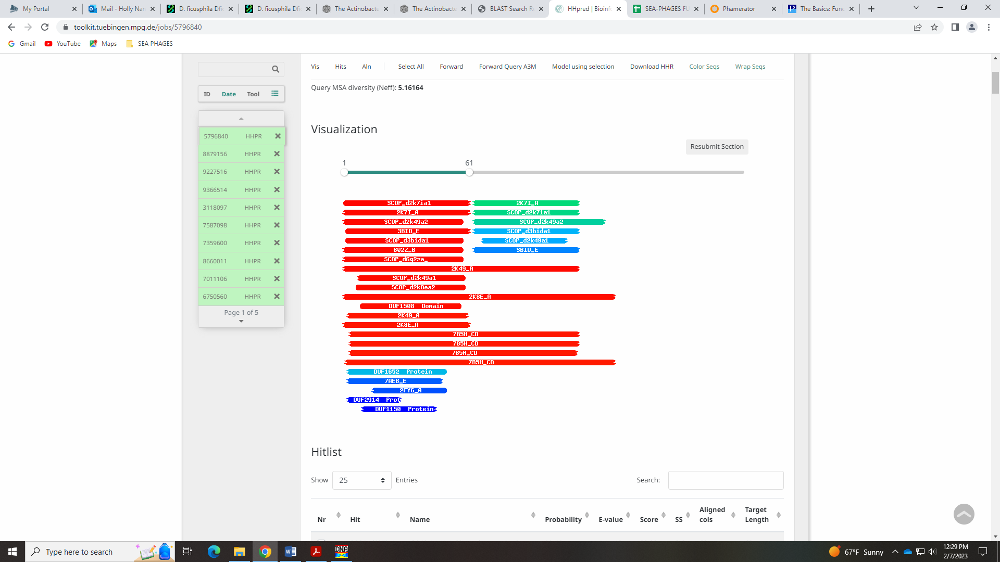 My Portal
Mail - Holly Nan
D. ficusphila Dfi
D. ficusphila Dfi
The Actinobacte
The Actinobacte
BLAST Search R
HHpred | Bioinf
SEA-PHAGES FU
Phamerator
The Basics: Func
toolkit.tuebingen.mpg.de/jobs/5796840
Gmail
YouTube
Maps
SEA PHAGES
Vis Hits Aln Select All Forward Forward Query A3M Model using selection Download HHR Color Seqs Wrap Seqs
ID Date Tool
5796840 HHPR
8879156 HHPR
9227516 HHPR
9366514 HHPR
3118097 HHPR
7587098 HHPR
7359600 HHPR
8660011 HHPR
7011106 HHPR
6750560 HHPR
Page 1 of 5
Query MSA diversity (Neff): 5.16164
Visualization
Resubmit Section
1 61
SCOP_d2k7ia1 2K7I_A
2K7I_A SCOP_d2k7ia1
SCOP_d2k49a2 SCOP_d2k49a2
3BID_E SCOP_d3bida1
SCOP_d3bida1 SCOP_d2k49a1
6Q2Z_B 3BID_E
SCOP_d6q2za_
2K49_A
SCOP_d2k49a1
SCOP_d2k8ea2
2K8E_A
DUF1508 Domain
2K49_A
2K8E_A
7B5H_CD
7B5H_CD
7B5H_CD
7B5H_CD
DUF1652 Protein
7AEB_E
2FY6_A
DUF2914 Prot
DUF1150 Protein
Hitlist
Show 25 Entries Search:
Nr Hit Name Probability E-value Score SS Aligned cols Target Length
Type here to search
DNA
67°F Sunny
12:29 PM
2/7/2023